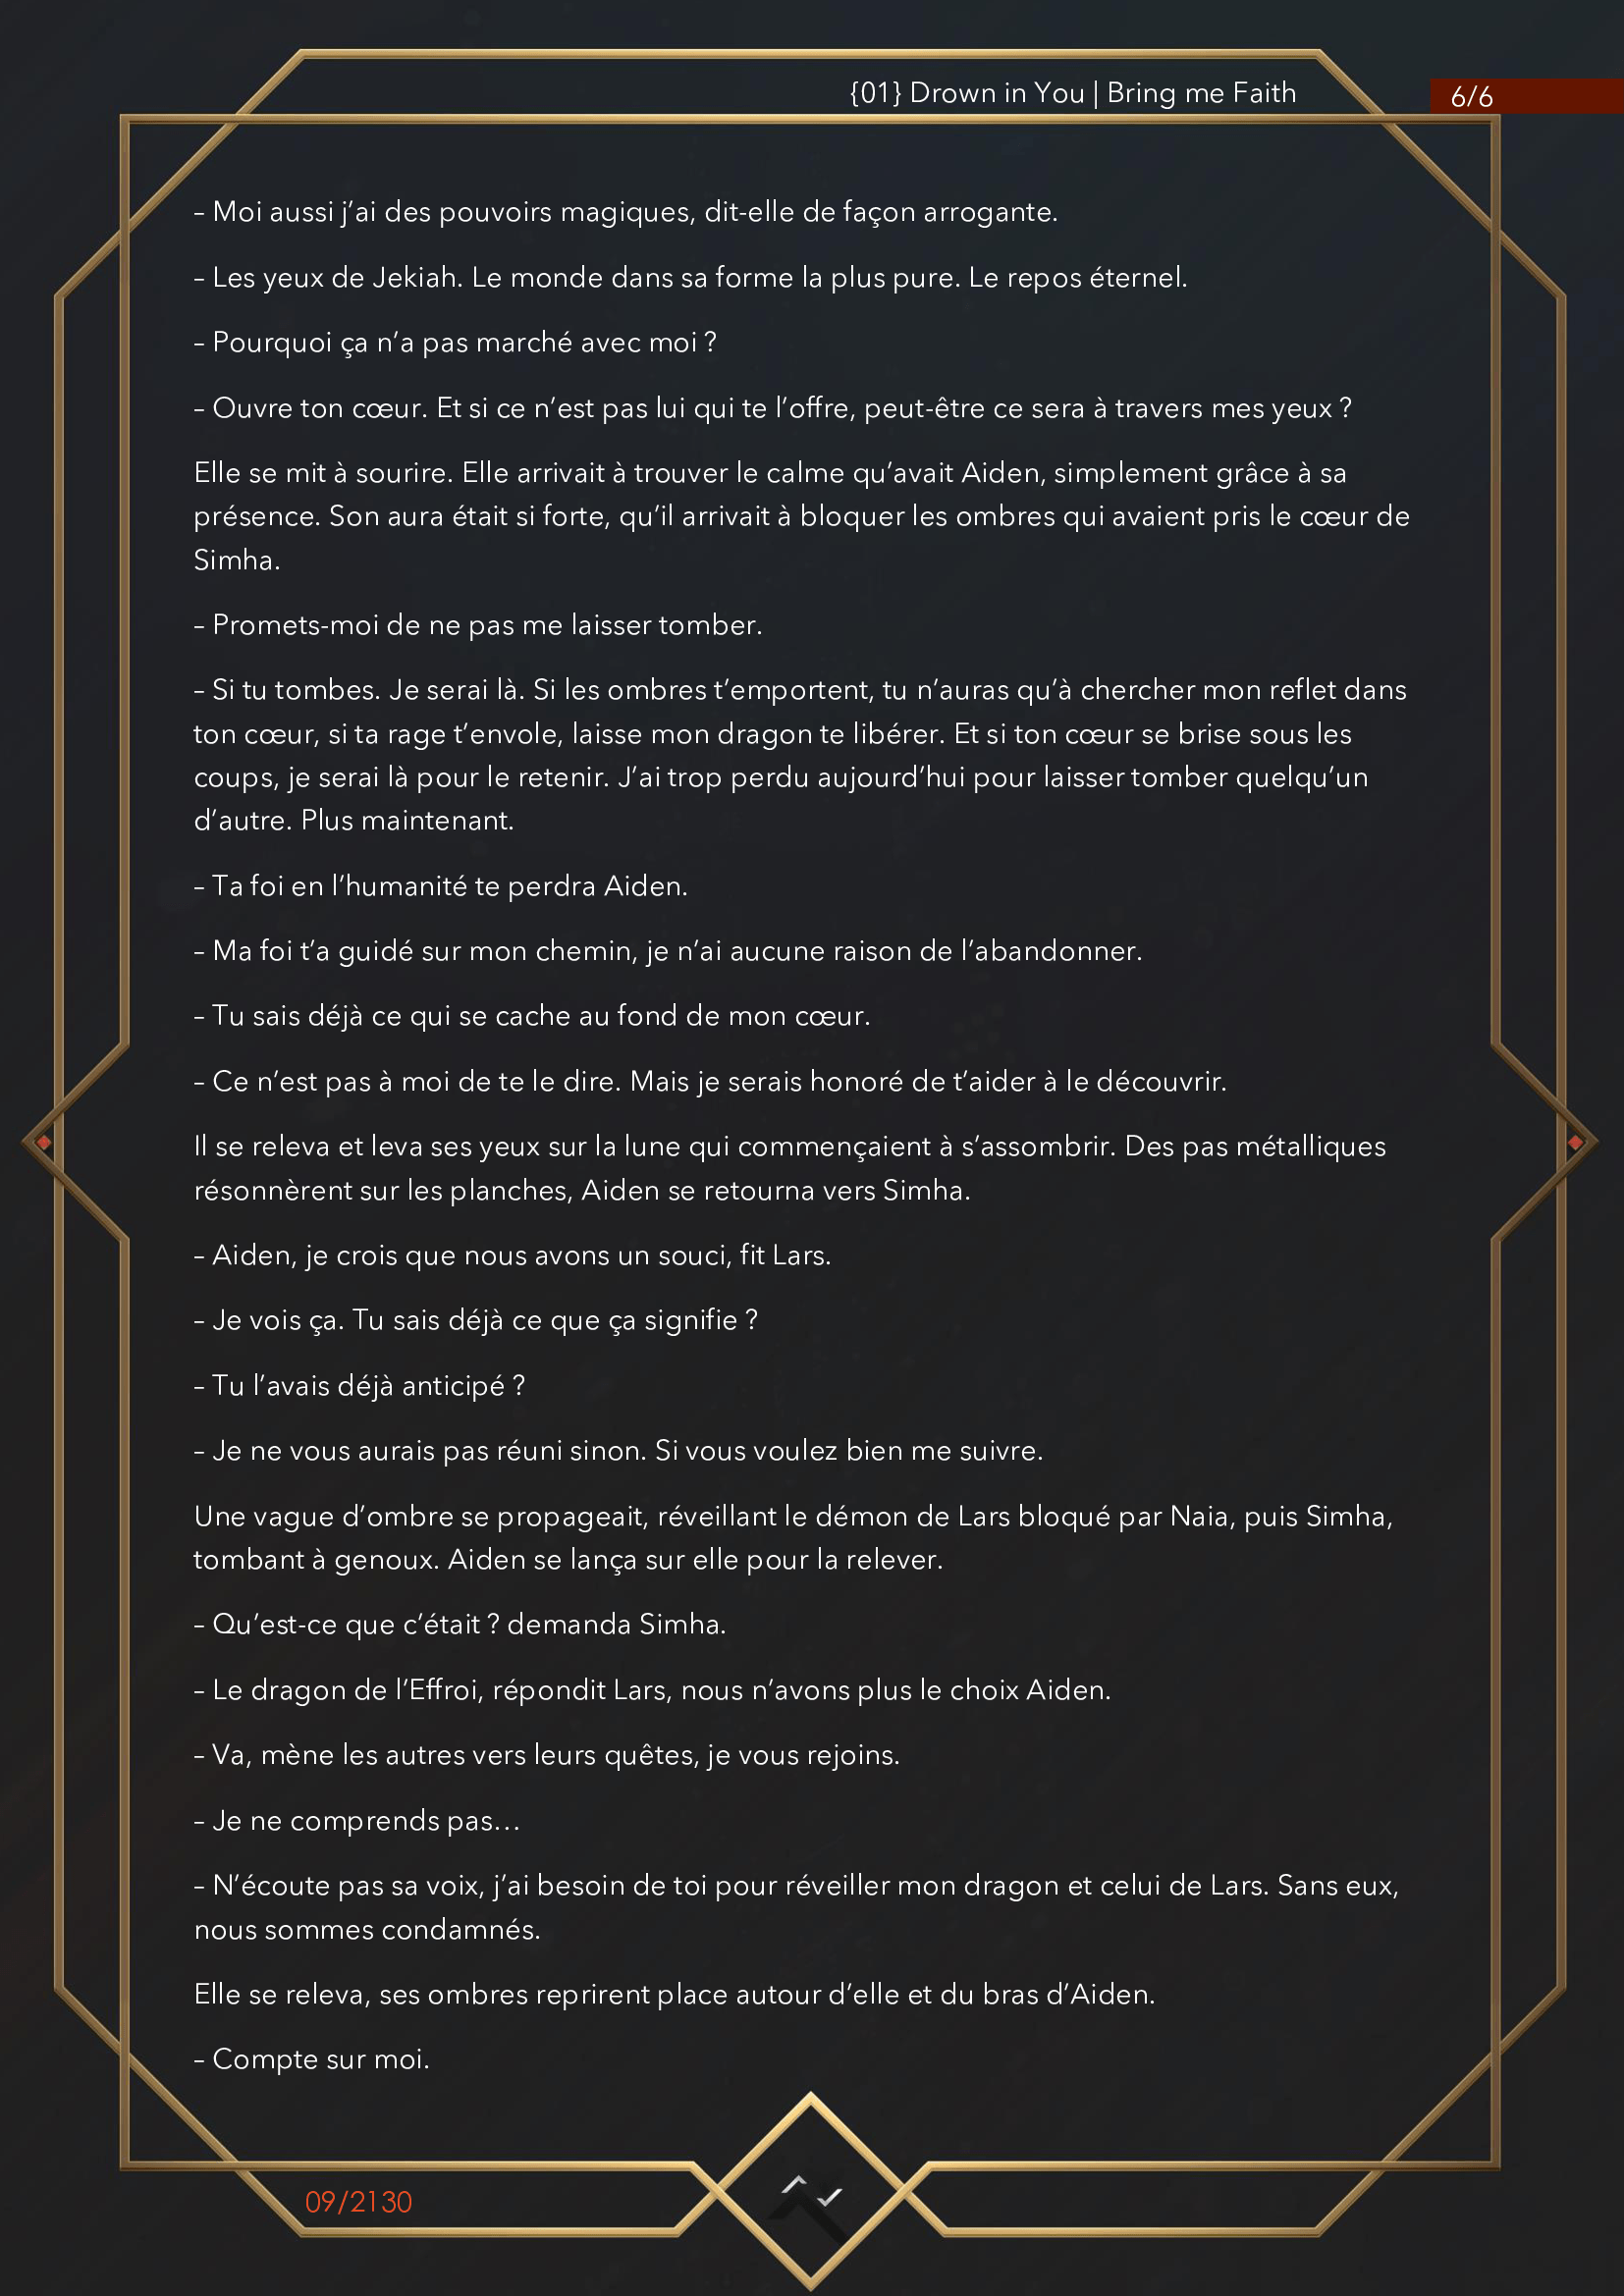 {01} Drown in You | Bring me Faith
6/6
– Moi aussi j’ai des pouvoirs magiques, dit-elle de façon arrogante.
– Les yeux de Jekiah. Le monde dans sa forme la plus pure. Le repos éternel.
– Pourquoi ça n’a pas marché avec moi ?
– Ouvre ton cœur. Et si ce n’est pas lui qui te l’offre, peut-être ce sera à travers mes yeux ?
Elle se mit à sourire. Elle arrivait à trouver le calme qu’avait Aiden, simplement grâce à sa
présence. Son aura était si forte, qu’il arrivait à bloquer les ombres qui avaient pris le cœur de
Simha.
– Promets-moi de ne pas me laisser tomber.
– Si tu tombes. Je serai là. Si les ombres t’emportent, tu n’auras qu’à chercher mon reflet dans
ton cœur, si ta rage t’envole, laisse mon dragon te libérer. Et si ton cœur se brise sous les
coups, je serai là pour le retenir. J’ai trop perdu aujourd’hui pour laisser tomber quelqu’un
d’autre. Plus maintenant.
– Ta foi en l’humanité te perdra Aiden.
– Ma foi t’a guidé sur mon chemin, je n’ai aucune raison de l’abandonner.
– Tu sais déjà ce qui se cache au fond de mon cœur.
– Ce n’est pas à moi de te le dire. Mais je serais honoré de t’aider à le découvrir.
Il se releva et leva ses yeux sur la lune qui commençaient à s’assombrir. Des pas métalliques
résonnèrent sur les planches, Aiden se retourna vers Simha.
– Aiden, je crois que nous avons un souci, fit Lars.
– Je vois ça. Tu sais déjà ce que ça signifie ?
– Tu l’avais déjà anticipé ?
– Je ne vous aurais pas réuni sinon. Si vous voulez bien me suivre.
Une vague d’ombre se propageait, réveillant le démon de Lars bloqué par Naia, puis Simha,
tombant à genoux. Aiden se lança sur elle pour la relever.
– Qu’est-ce que c’était ? demanda Simha.
– Le dragon de l’Effroi, répondit Lars, nous n’avons plus le choix Aiden.
– Va, mène les autres vers leurs quêtes, je vous rejoins.
– Je ne comprends pas…
– N’écoute pas sa voix, j’ai besoin de toi pour réveiller mon dragon et celui de Lars. Sans eux,
nous sommes condamnés.
Elle se releva, ses ombres reprirent place autour d’elle et du bras d’Aiden.
– Compte sur moi.
09/2130